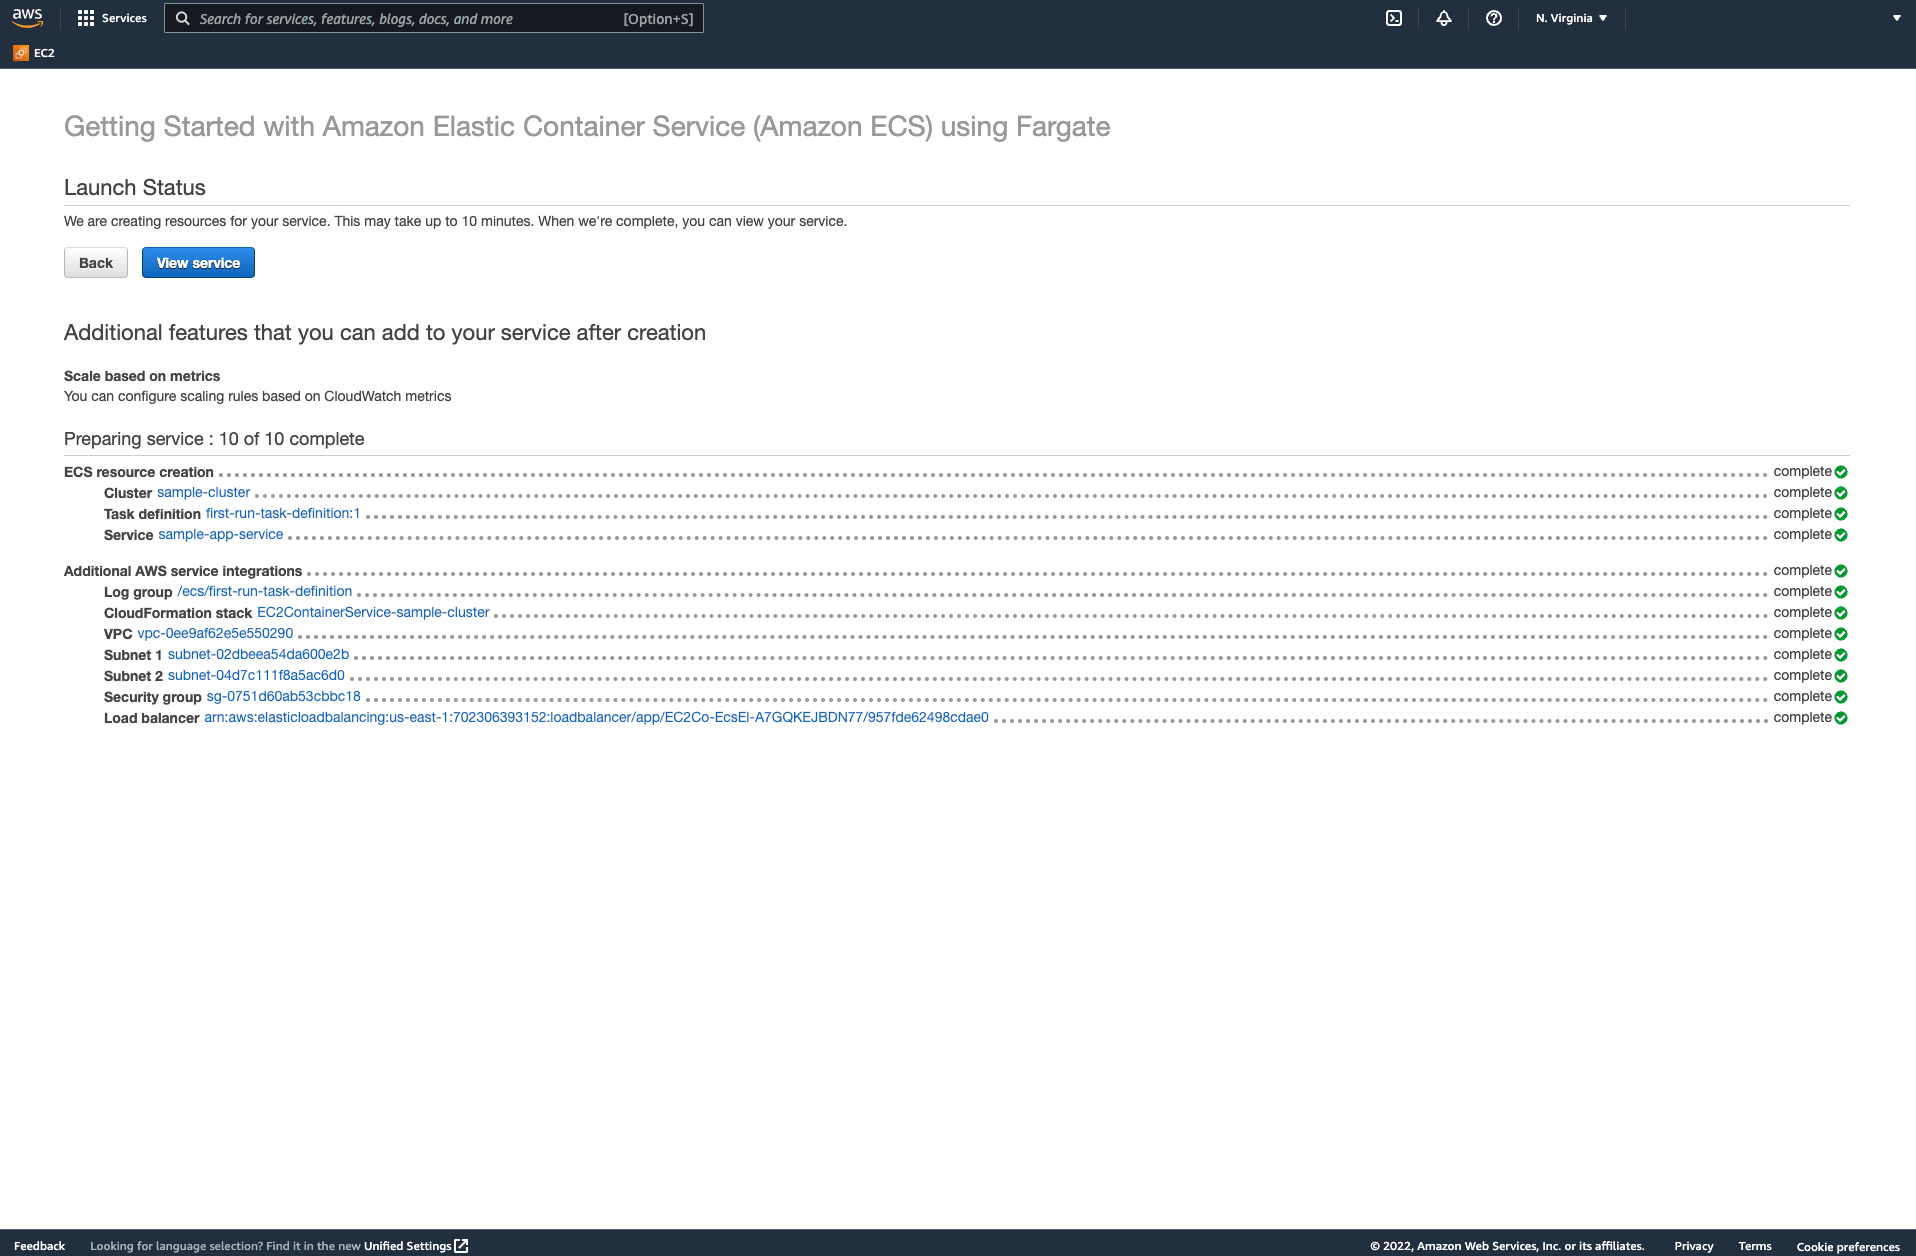 aws Services Search for services, features, blogs, docs, and more [Option+S] N. Virginia
EC2
Getting Started with Amazon Elastic Container Service (Amazon ECS) using Fargate
Launch Status
We are creating resources for your service. This may take up to 10 minutes. When we're complete, you can view your service.
Back View service
Additional features that you can add to your service after creation
Scale based on metrics
You can configure scaling rules based on CloudWatch metrics
Preparing service : 10 of 10 complete
ECS resource creation complete
Cluster sample-cluster complete
Task definition first-run-task-definition:1 complete
Service sample-app-service complete
Additional AWS service integrations complete
Log group /ecs/first-run-task-definition complete
CloudFormation stack EC2ContainerService-sample-cluster complete
VPC vpc-0ee9af62e5e550290 complete
Subnet 1 subnet-02dbeea54da600e2b complete
Subnet 2 subnet-04d7c111f8a5ac6d0 complete
Security group sg-0751d60ab53cbbc18 complete
Load balancer arn:aws:elasticloadbalancing:us-east-1:702306393152:loadbalancer/app/EC2Co-EcsEl-A7GQKEJBDN77/957fde62498cdae0 complete
Feedback Looking for language selection? Find it in the new Unified Settings © 2022, Amazon Web Services, Inc. or its affiliates. Privacy Terms Cookie preferences